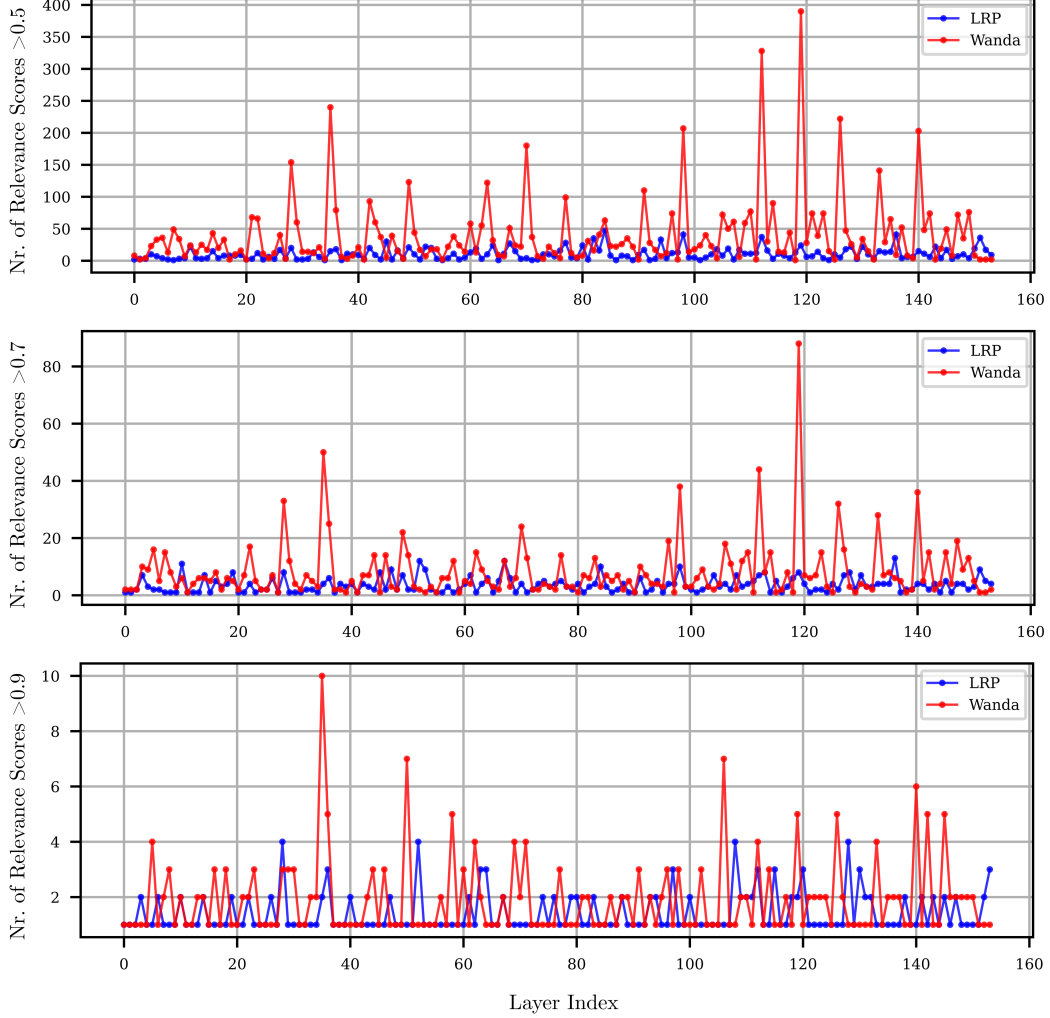 Nr. of Relevance Scores >0.5
400
350
300
250
200
150
100
50
0
LRP
Wanda
0 20 40 60 80 100 120 140 160
Nr. of Relevance Scores >0.7
80
60
40
20
0
LRP
Wanda
0 20 40 60 80 100 120 140 160
Nr. of Relevance Scores >0.9
10
8
6
4
2
LRP
Wanda
0 20 40 60 80 100 120 140 160
Layer Index